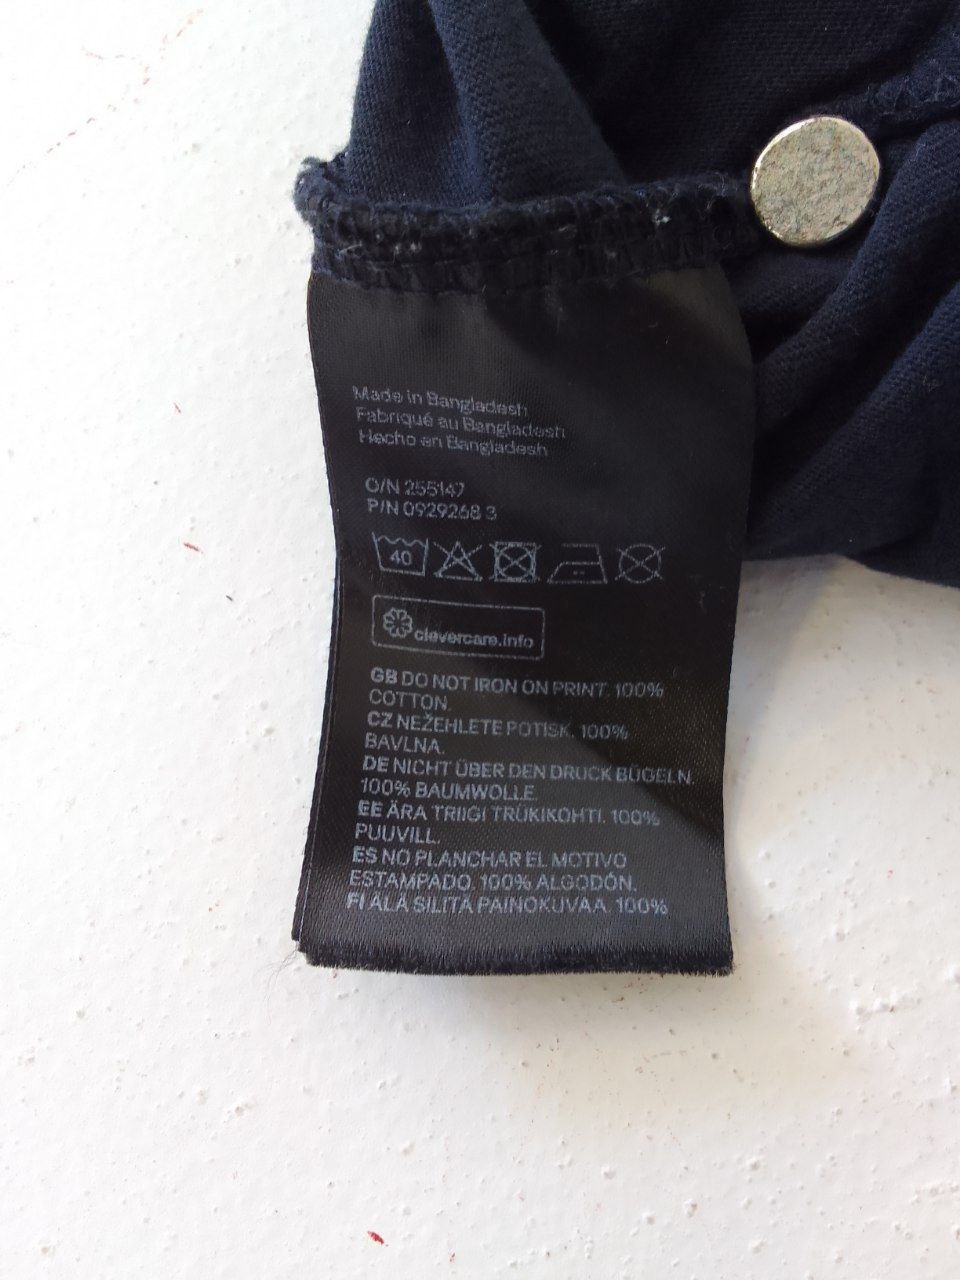 Made in Bangladesh
Fabriqué au Bangladesh
Hecho en Bangladesh
O/N 255147
P/N 0929268 3
40
clevercare.info
GB DO NOT IRON ON PRINT. 100%
COTTON.
CZ NEŽEHLETE POTISK. 100%
BAVLNA.
DE NICHT ÜBER DEN DRUCK BÜGELN.
100% BAUMWOLLE.
EE ÄRA TRIIGI TRÜKIKOHTI. 100%
PUUVILL.
ES NO PLANCHAR EL MOTIVO
ESTAMPADO. 100% ALGODÓN.
FI ÄLÄ SILITÄ PAINOKUVAA. 100%